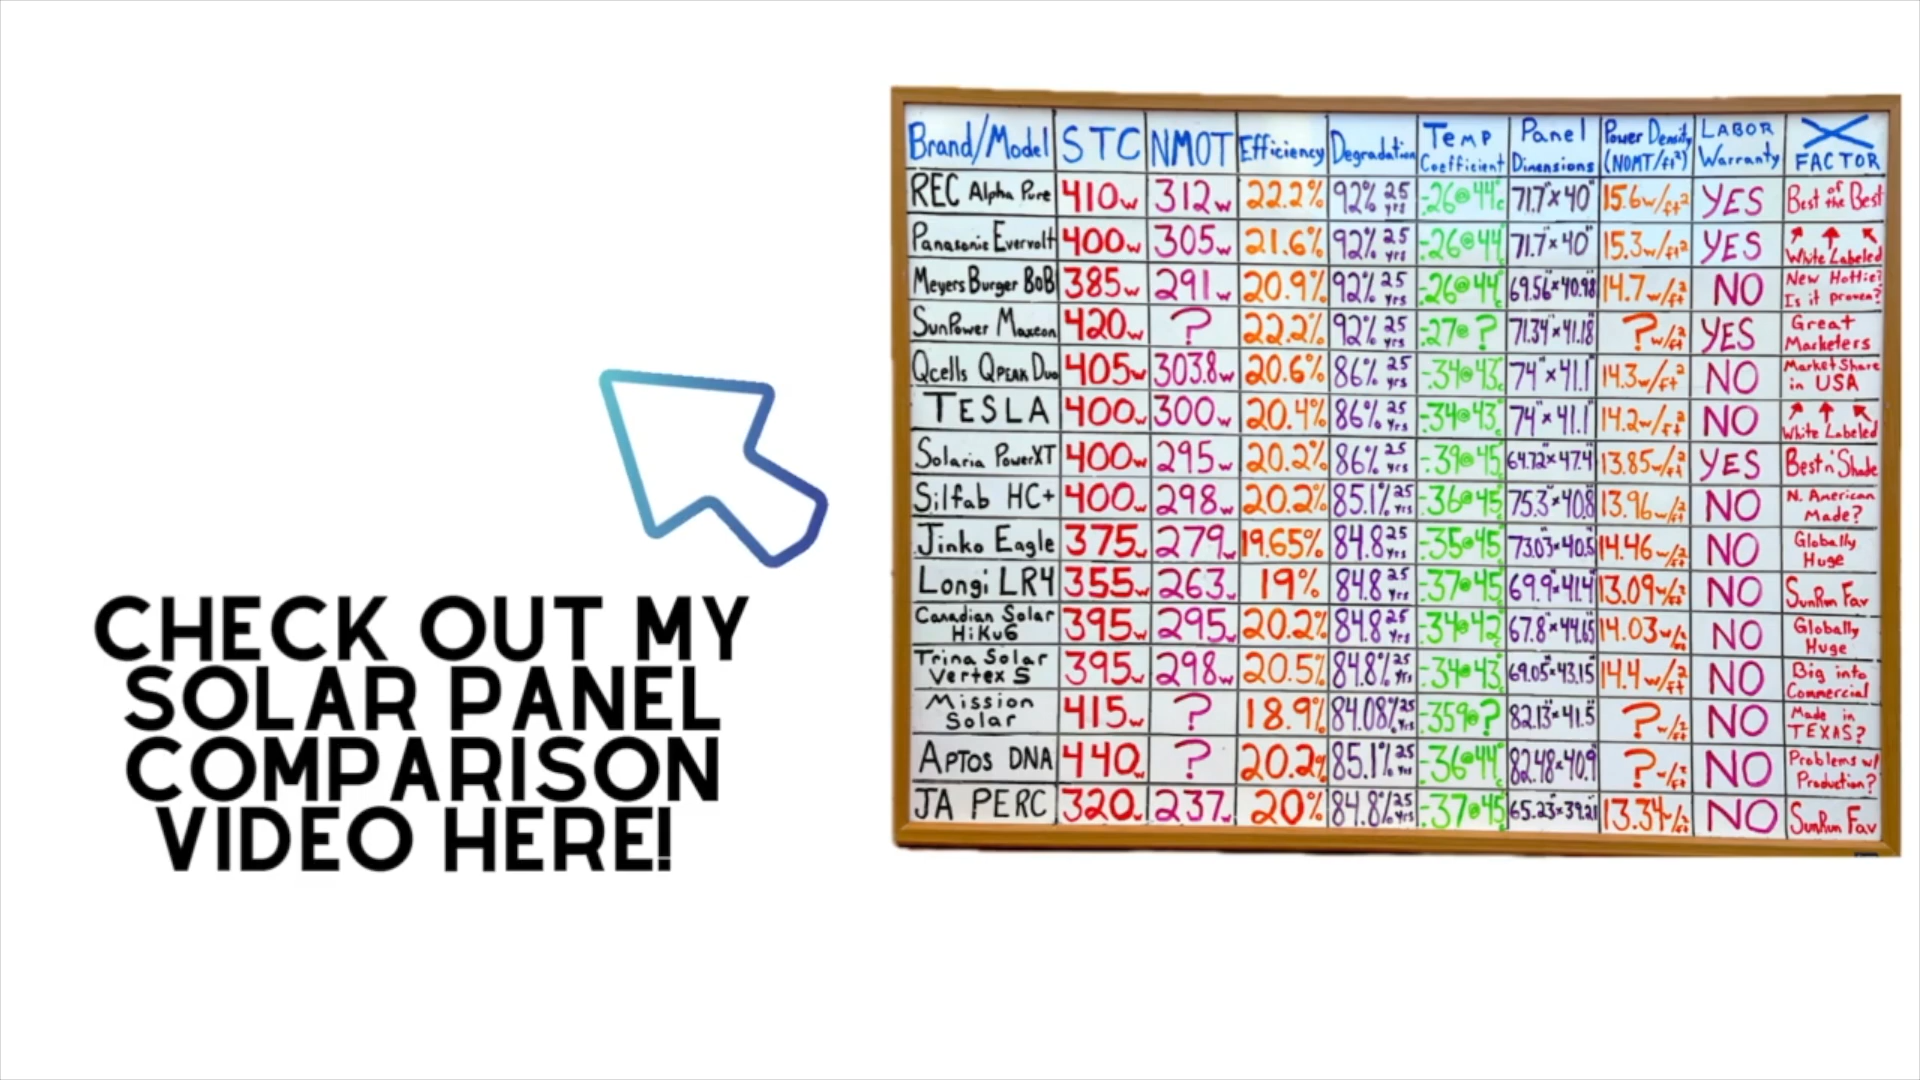 CHECK OUT MY
SOLAR PANEL
COMPARISON
VIDEO HERE!
Brand/Model STC NMOT Efficiency Degradation Temp Coefficient Panel Dimensions Power Density (NOMT/ft²) LABOR Warranty X FACTOR
REC Alpha Pure 410w 312w 22.2% 92% 25 yrs -.26@44c 71.7"x40" 15.6w/ft² YES Best of the Best
Panasonic Evervolt 400w 305w 21.6% 92% 25 yrs -.26@44 71.7"x40" 15.3w/ft² YES White Labeled
Meyers Burger BOB 385w 291w 20.9% 92% 25 yrs -.26@44 69.56"x40.98 14.7w/ft² NO New Hottie? Is it proven?
SunPower Maxeon 420w ? 22.2% 92% 25 yrs -.27@? 71.34"x41.18 ?w/ft² YES Great Marketers
Qcells QPEAK Duo 405w 303.8w 20.6% 86% 25 yrs -.34@43 74"x41.1" 14.3w/ft² NO Market Share in USA
TESLA 400w 300w 20.4% 86% 25 yrs -.34@43 74"x41.1" 14.2w/ft² NO White Labeled
Solaria PowerXT 400w 295w 20.2% 86% 25 yrs -.39@45 64.72"x47.4" 13.85w/ft² YES Best n' Shade
Silfab HC+ 400w 298w 20.2% 85.1% 25 yrs -.36@45 75.3"x40.8 13.96w/ft² NO N. American Made?
Jinko Eagle 375w 279w 19.65% 84.8 25 yrs -.35@45 73.03"x40.5 14.46w/ft² NO Globally Huge
Longi LR4 355w 263w 19% 84.8 25 yrs -.37@45 69.9"x41.4" 13.09w/ft² NO SunRun Fav
Canadian Solar HiKu6 395w 295w 20.2% 84.8 25 yrs -.34@42 67.8"x44.65 14.03w/ft² NO Globally Huge
Trina Solar Vertex S 395w 298w 20.5% 84.8% 25 yrs -.34@43 69.05"x43.15" 14.4w/ft² NO Big into Commercial
Mission Solar 415w ? 18.9% 84.08% 25 yrs -.359@? 82.13"x41.5" ?w/ft² NO Made in TEXAS?
APTOS DNA 440w ? 20.2% 85.1% 25 yrs -.36@44 82.48"x40.9 ?w/ft² NO Problems w/ Production?
JA PERC 320w 237w 20% 84.8% 25 yrs -.37@45 65.23"x39.21 13.34w/ft² NO SunRun Fav